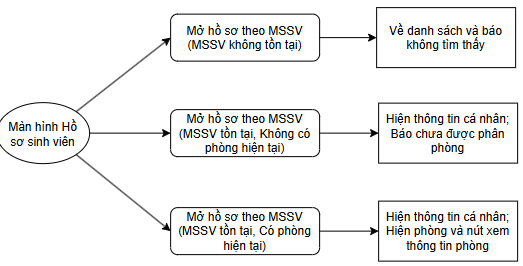 Mở hồ sơ theo MSSV
(MSSV không tồn tại)
Về danh sách và báo
không tìm thấy
Màn hình Hồ
sơ sinh viên
Mở hồ sơ theo MSSV
(MSSV tồn tại, Không có
phòng hiện tại)
Hiện thông tin cá nhân;
Báo chưa được phân
phòng
Mở hồ sơ theo MSSV
(MSSV tồn tại, Có phòng
hiện tại)
Hiện thông tin cá nhân;
Hiện phòng và nút xem
thông tin phòng